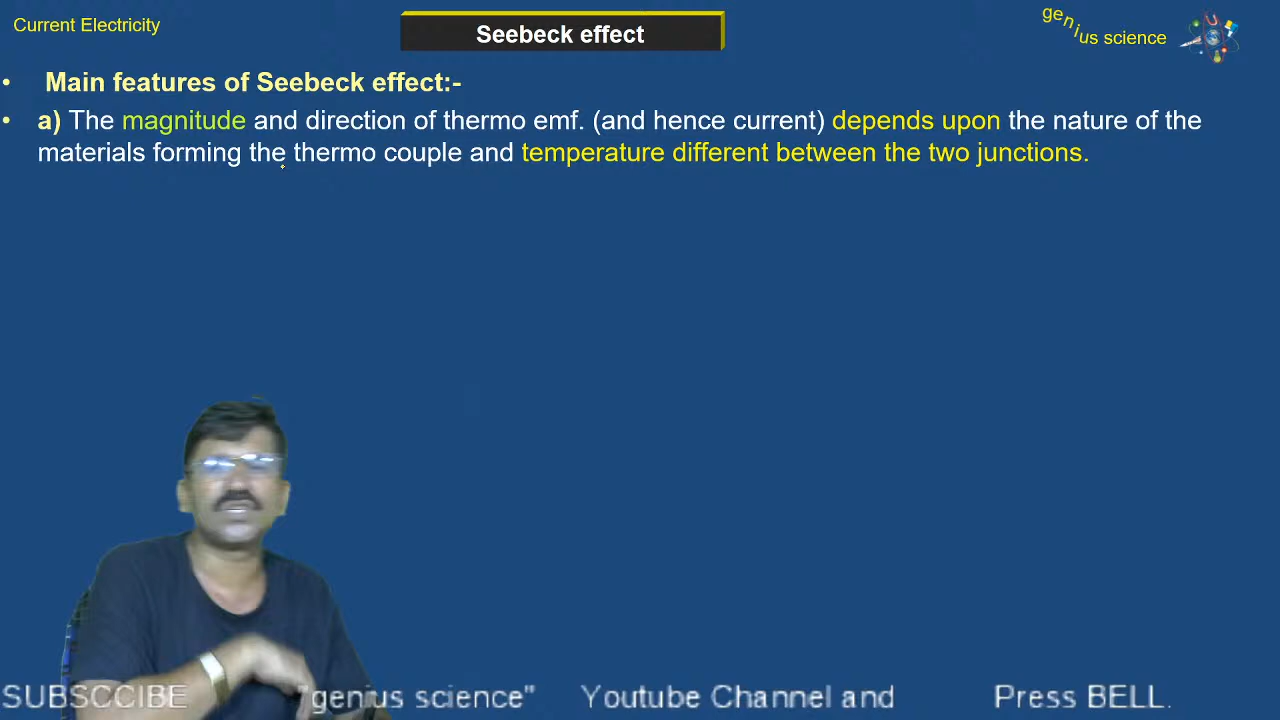 Current Electricity
Seebeck effect
genius science
• Main features of Seebeck effect:-
• a) The magnitude and direction of thermo emf. (and hence current) depends upon the nature of the
materials forming the thermo couple and temperature different between the two junctions.
SUBSCCIBE "genius science" Youtube Channel and Press BELL.